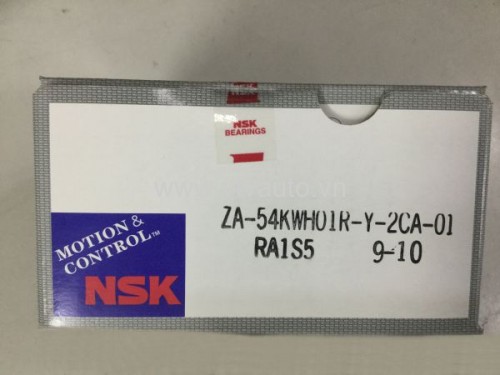 NSK
BEARINGS
ZA-54KWH01R-Y-2CA-01
RA1S5 9-10
MOTION &
CONTROL™
NSK